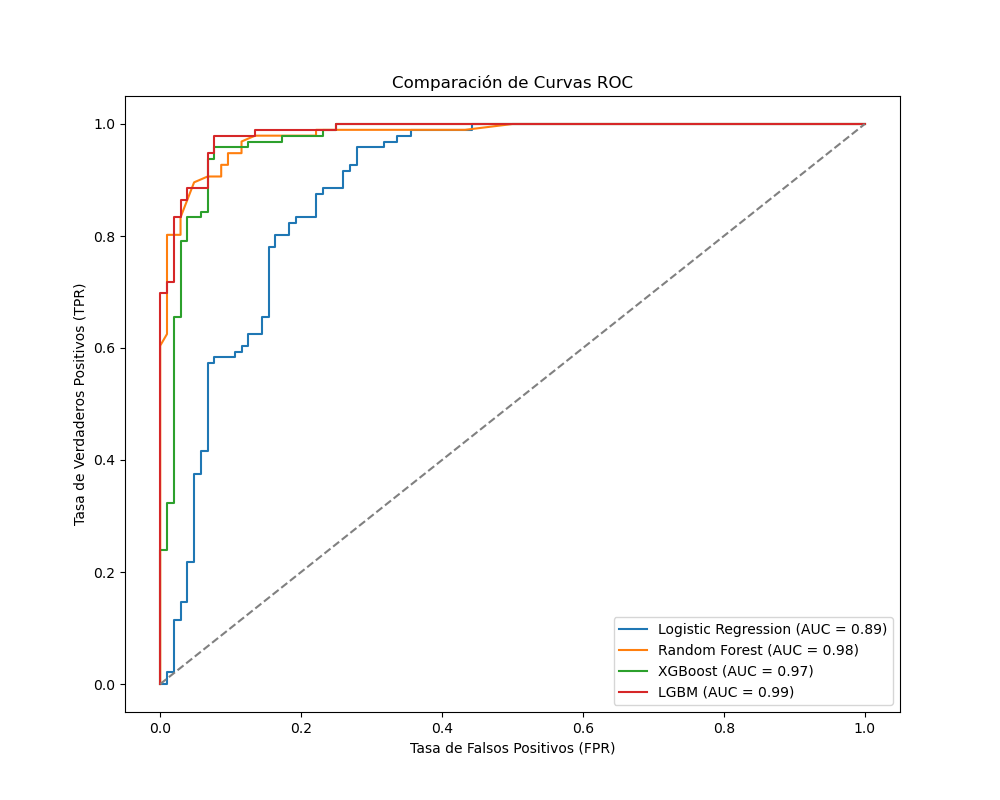 Comparación de Curvas ROC
Tasa de Verdaderos Positivos (TPR)
1.0
0.8
0.6
0.4
0.2
0.0
0.0 0.2 0.4 0.6 0.8 1.0
Tasa de Falsos Positivos (FPR)
Logistic Regression (AUC = 0.89)
Random Forest (AUC = 0.98)
XGBoost (AUC = 0.97)
LGBM (AUC = 0.99)